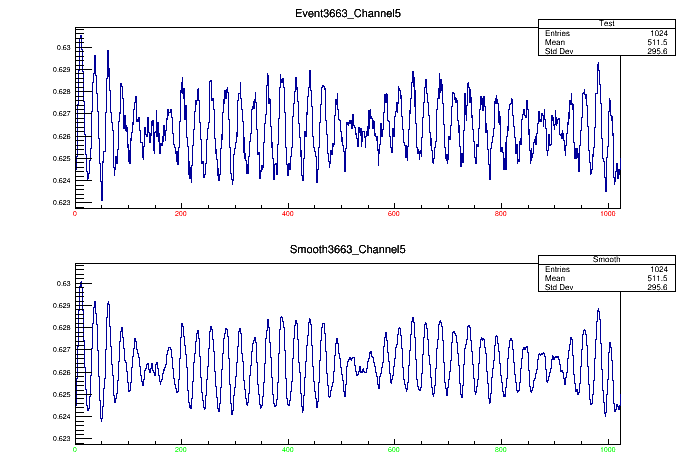 Event3663_Channel5
Test
Entries 1024
Mean 511.5
Std Dev 295.6
0.63
0.629
0.628
0.627
0.626
0.625
0.624
0.623
0 200 400 600 800 1000
Smooth3663_Channel5
Smooth
Entries 1024
Mean 511.5
Std Dev 295.6
0.63
0.629
0.628
0.627
0.626
0.625
0.624
0.623
0 200 400 600 800 1000